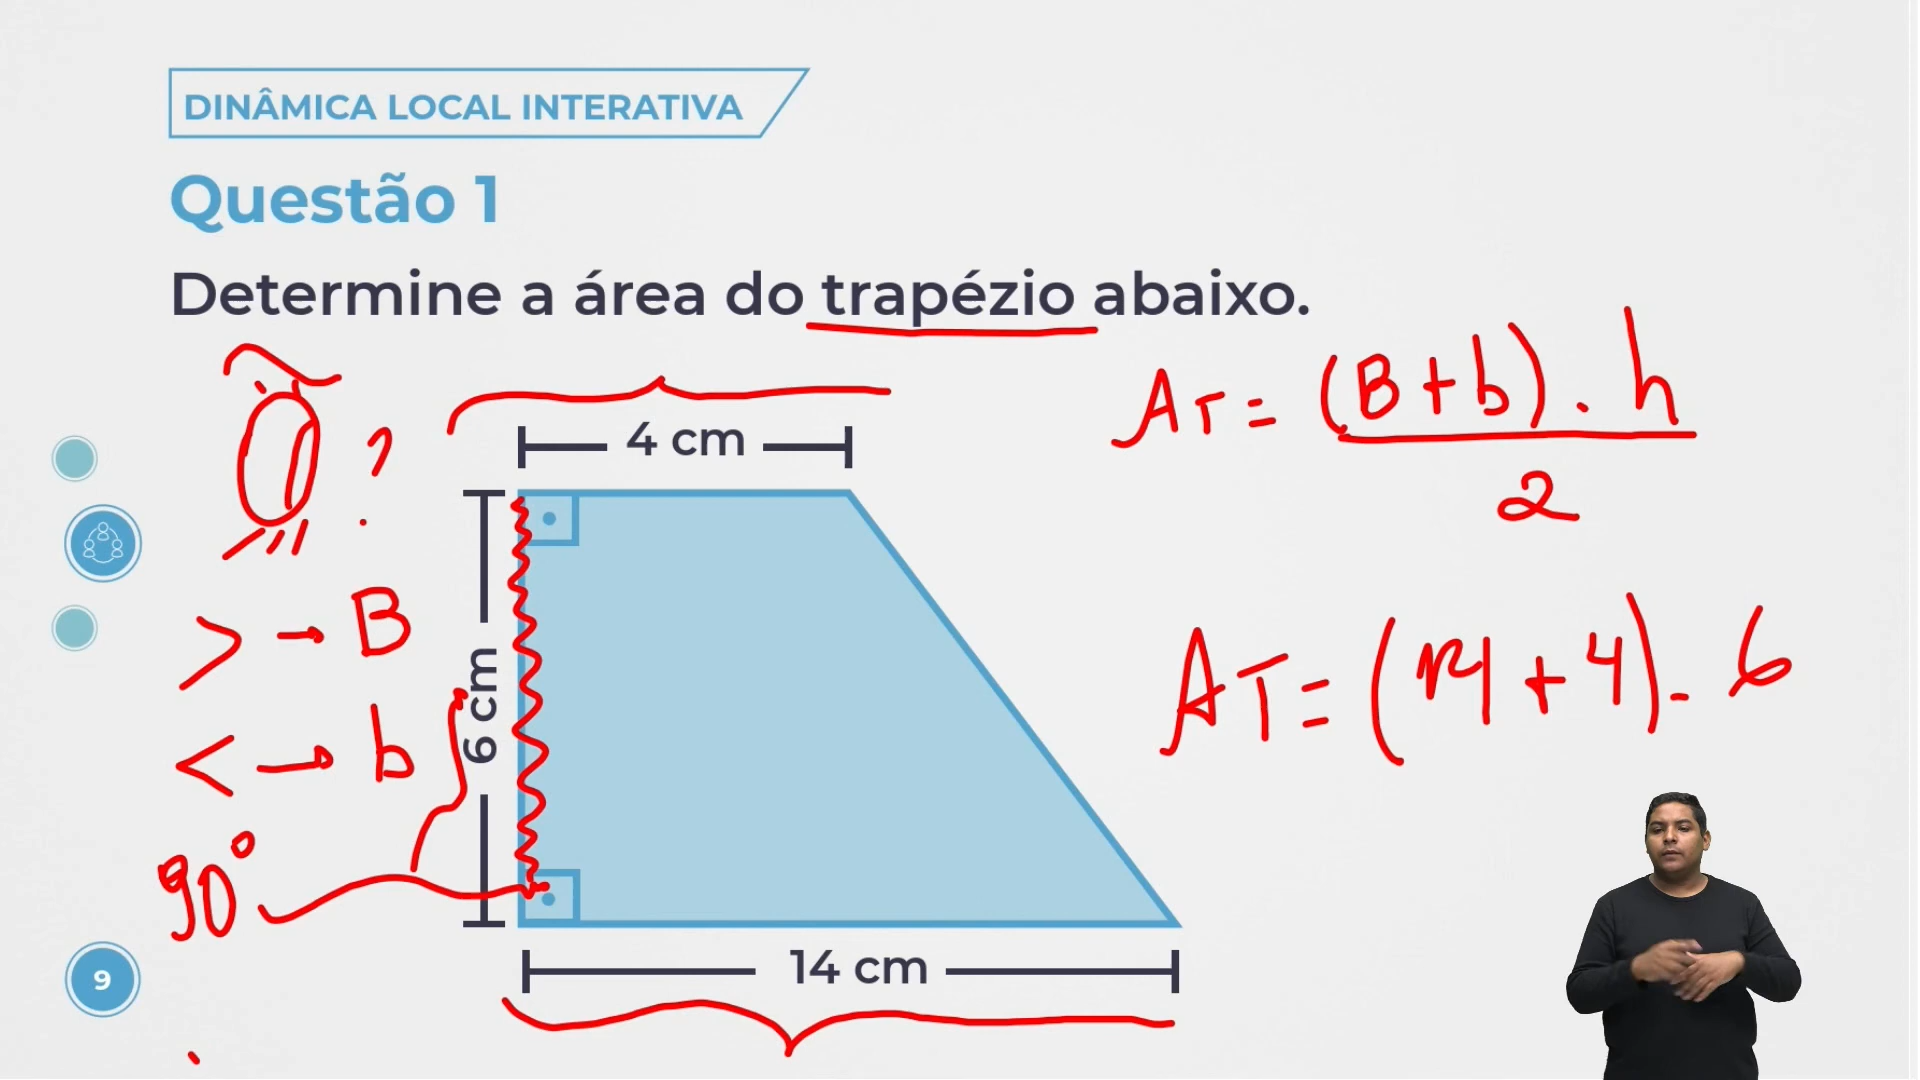 DINÂMICA LOCAL INTERATIVA
Questão 1
Determine a área do trapézio abaixo.
?
4 cm
6 cm
14 cm
> → B
< → b
90°
AT = (B + b) . h
2
AT = (14 + 4) . 6
9